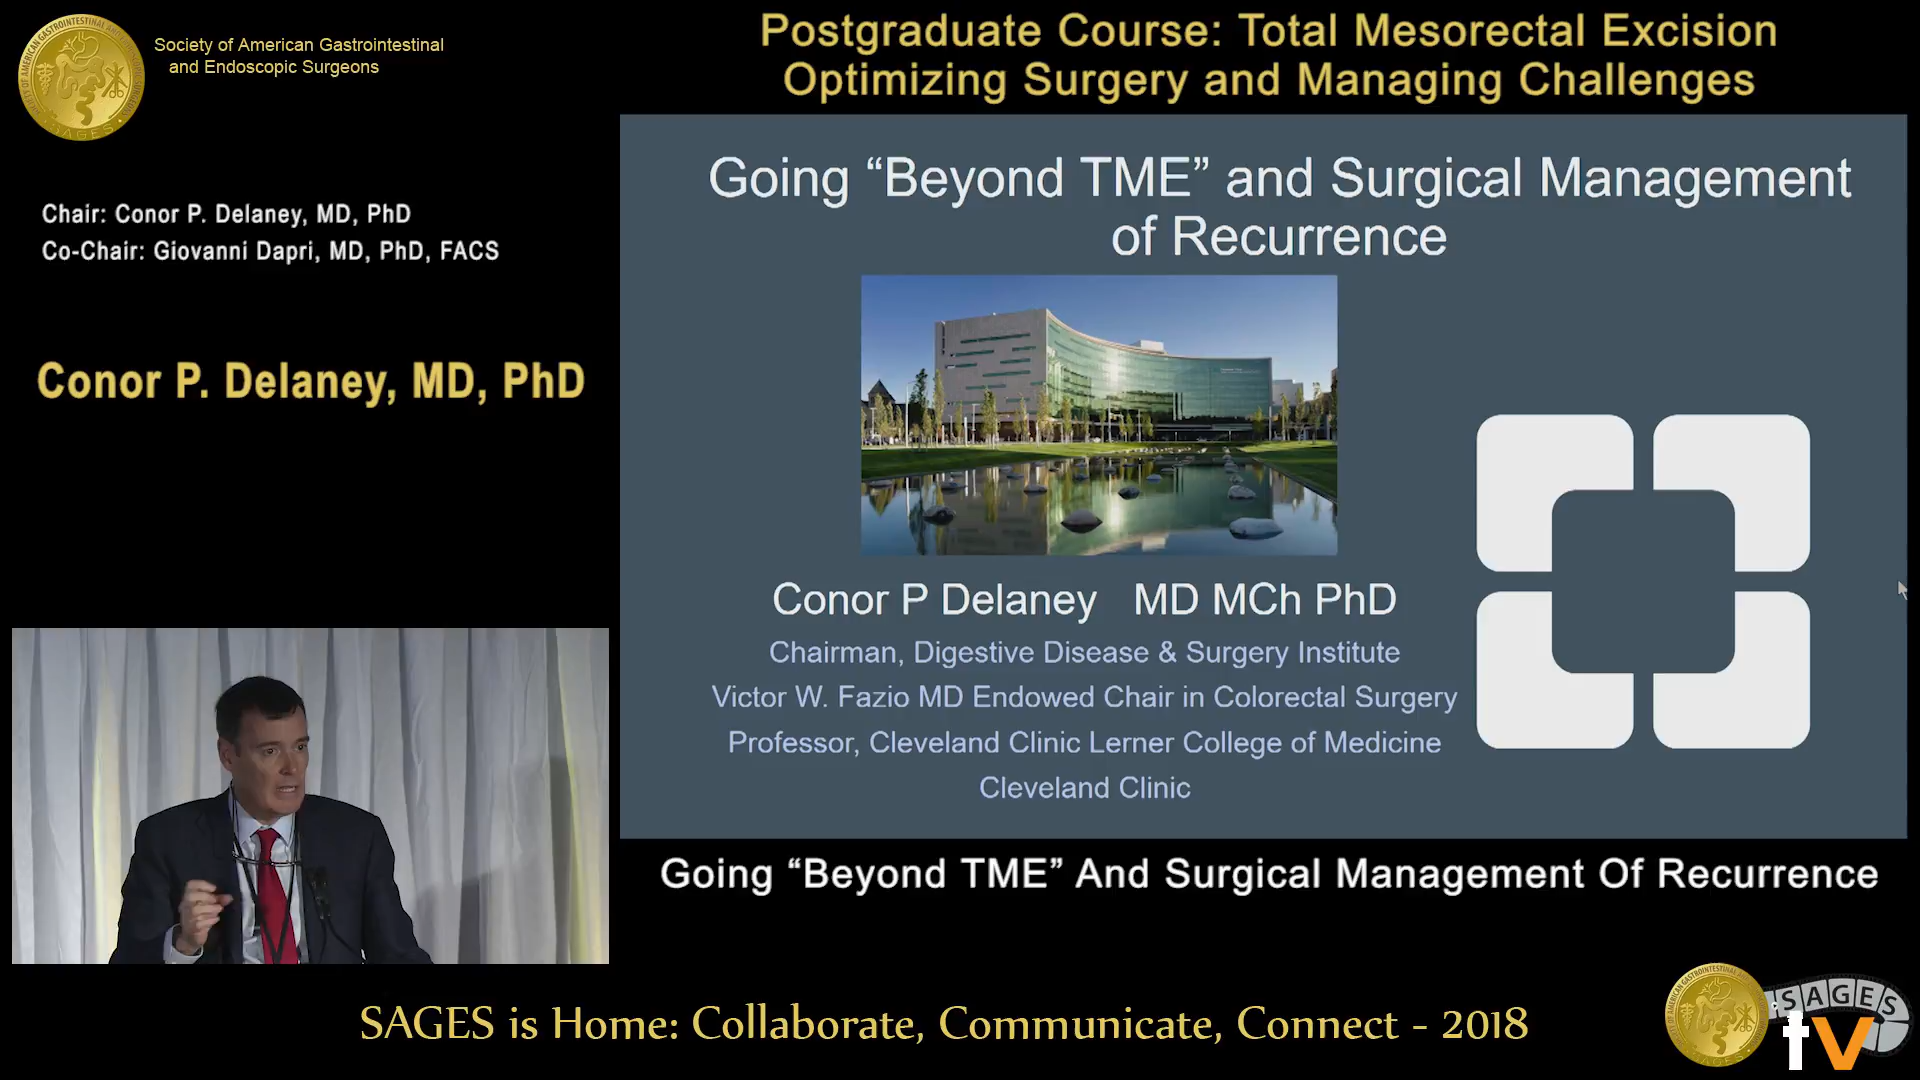 Society of American Gastrointestinal
and Endoscopic Surgeons
Postgraduate Course: Total Mesorectal Excision
Optimizing Surgery and Managing Challenges
Chair: Conor P. Delaney, MD, PhD
Co-Chair: Giovanni Dapri, MD, PhD, FACS
Conor P. Delaney, MD, PhD
Going “Beyond TME” and Surgical Management
of Recurrence
Conor P Delaney MD MCh PhD
Chairman, Digestive Disease & Surgery Institute
Victor W. Fazio MD Endowed Chair in Colorectal Surgery
Professor, Cleveland Clinic Lerner College of Medicine
Cleveland Clinic
Going “Beyond TME” And Surgical Management Of Recurrence
SAGES is Home: Collaborate, Communicate, Connect - 2018
SAGES
tv